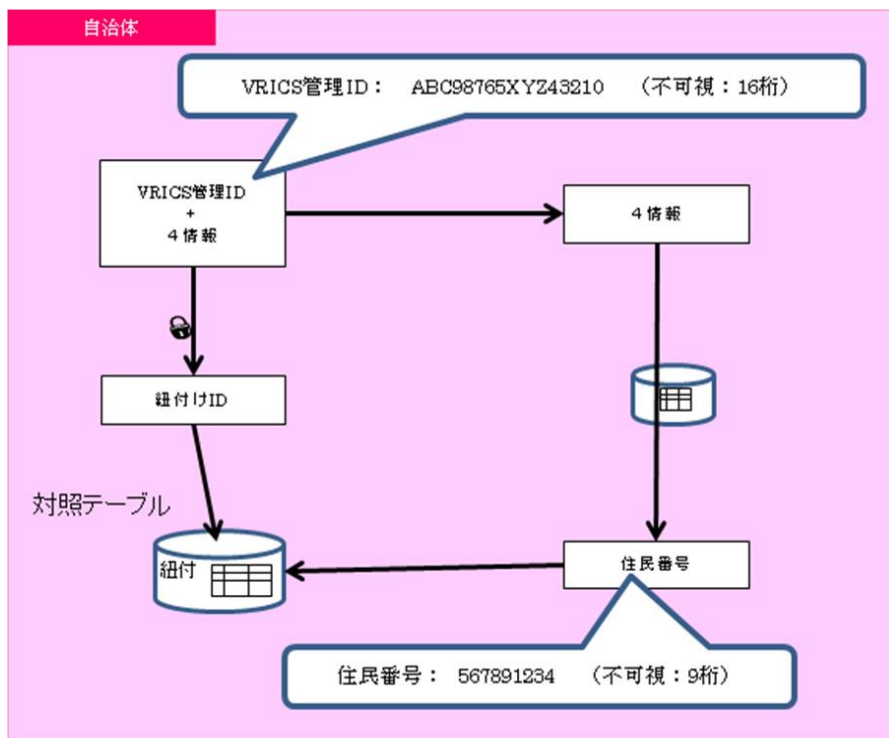 自治体
VRICS管理ID： ABC98765XYZ43210 （不可視：16桁）
VRICS管理ID
+
４情報
４情報
紐付けID
対照テーブル
紐付
住民番号
住民番号： 567891234 （不可視：9桁）